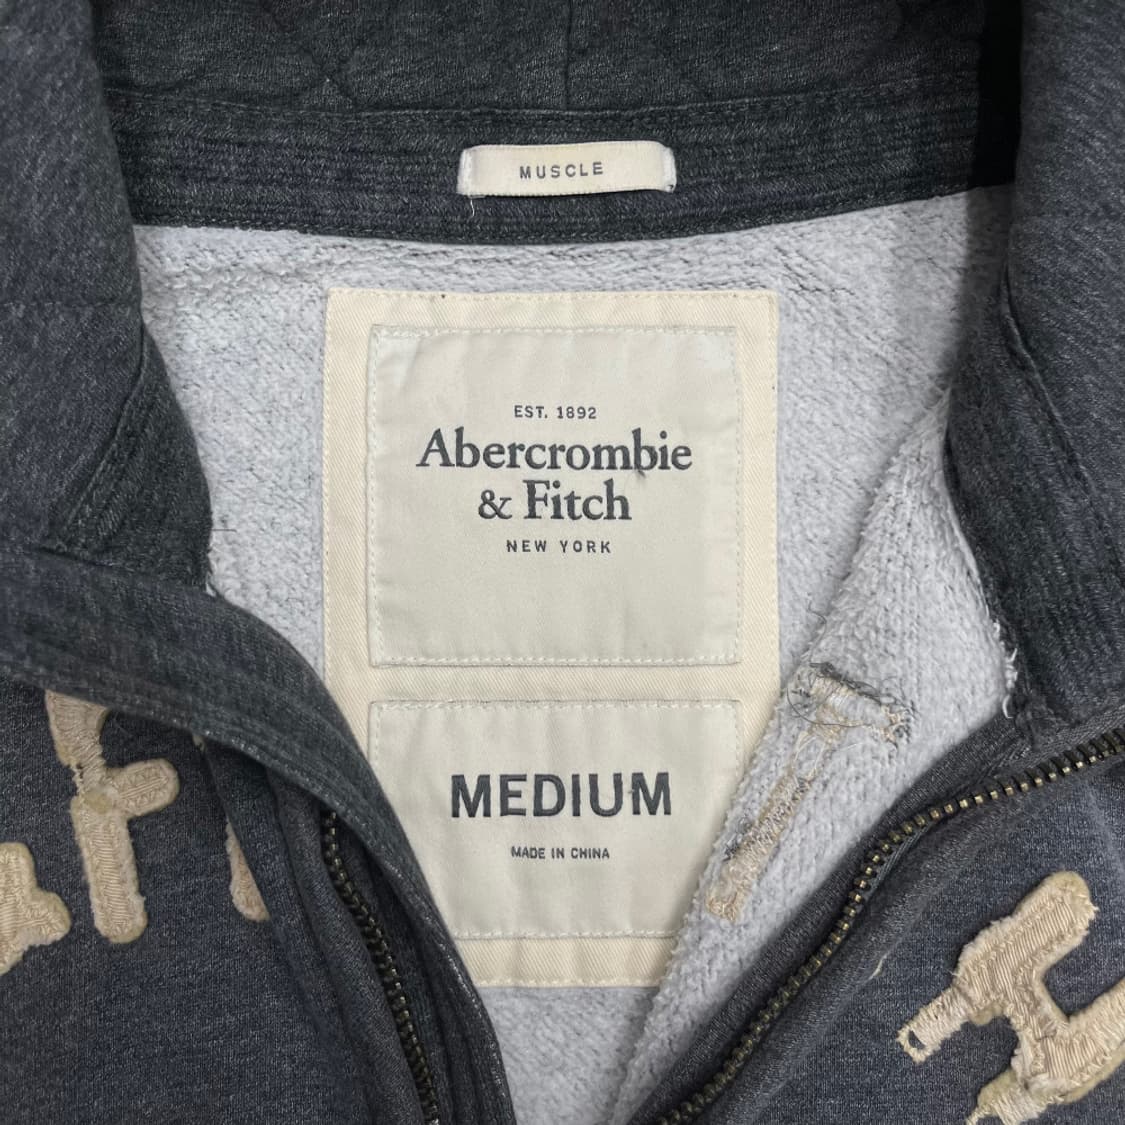 MUSCLE
EST. 1892
Abercrombie
& Fitch
NEW YORK
MEDIUM
MADE IN CHINA